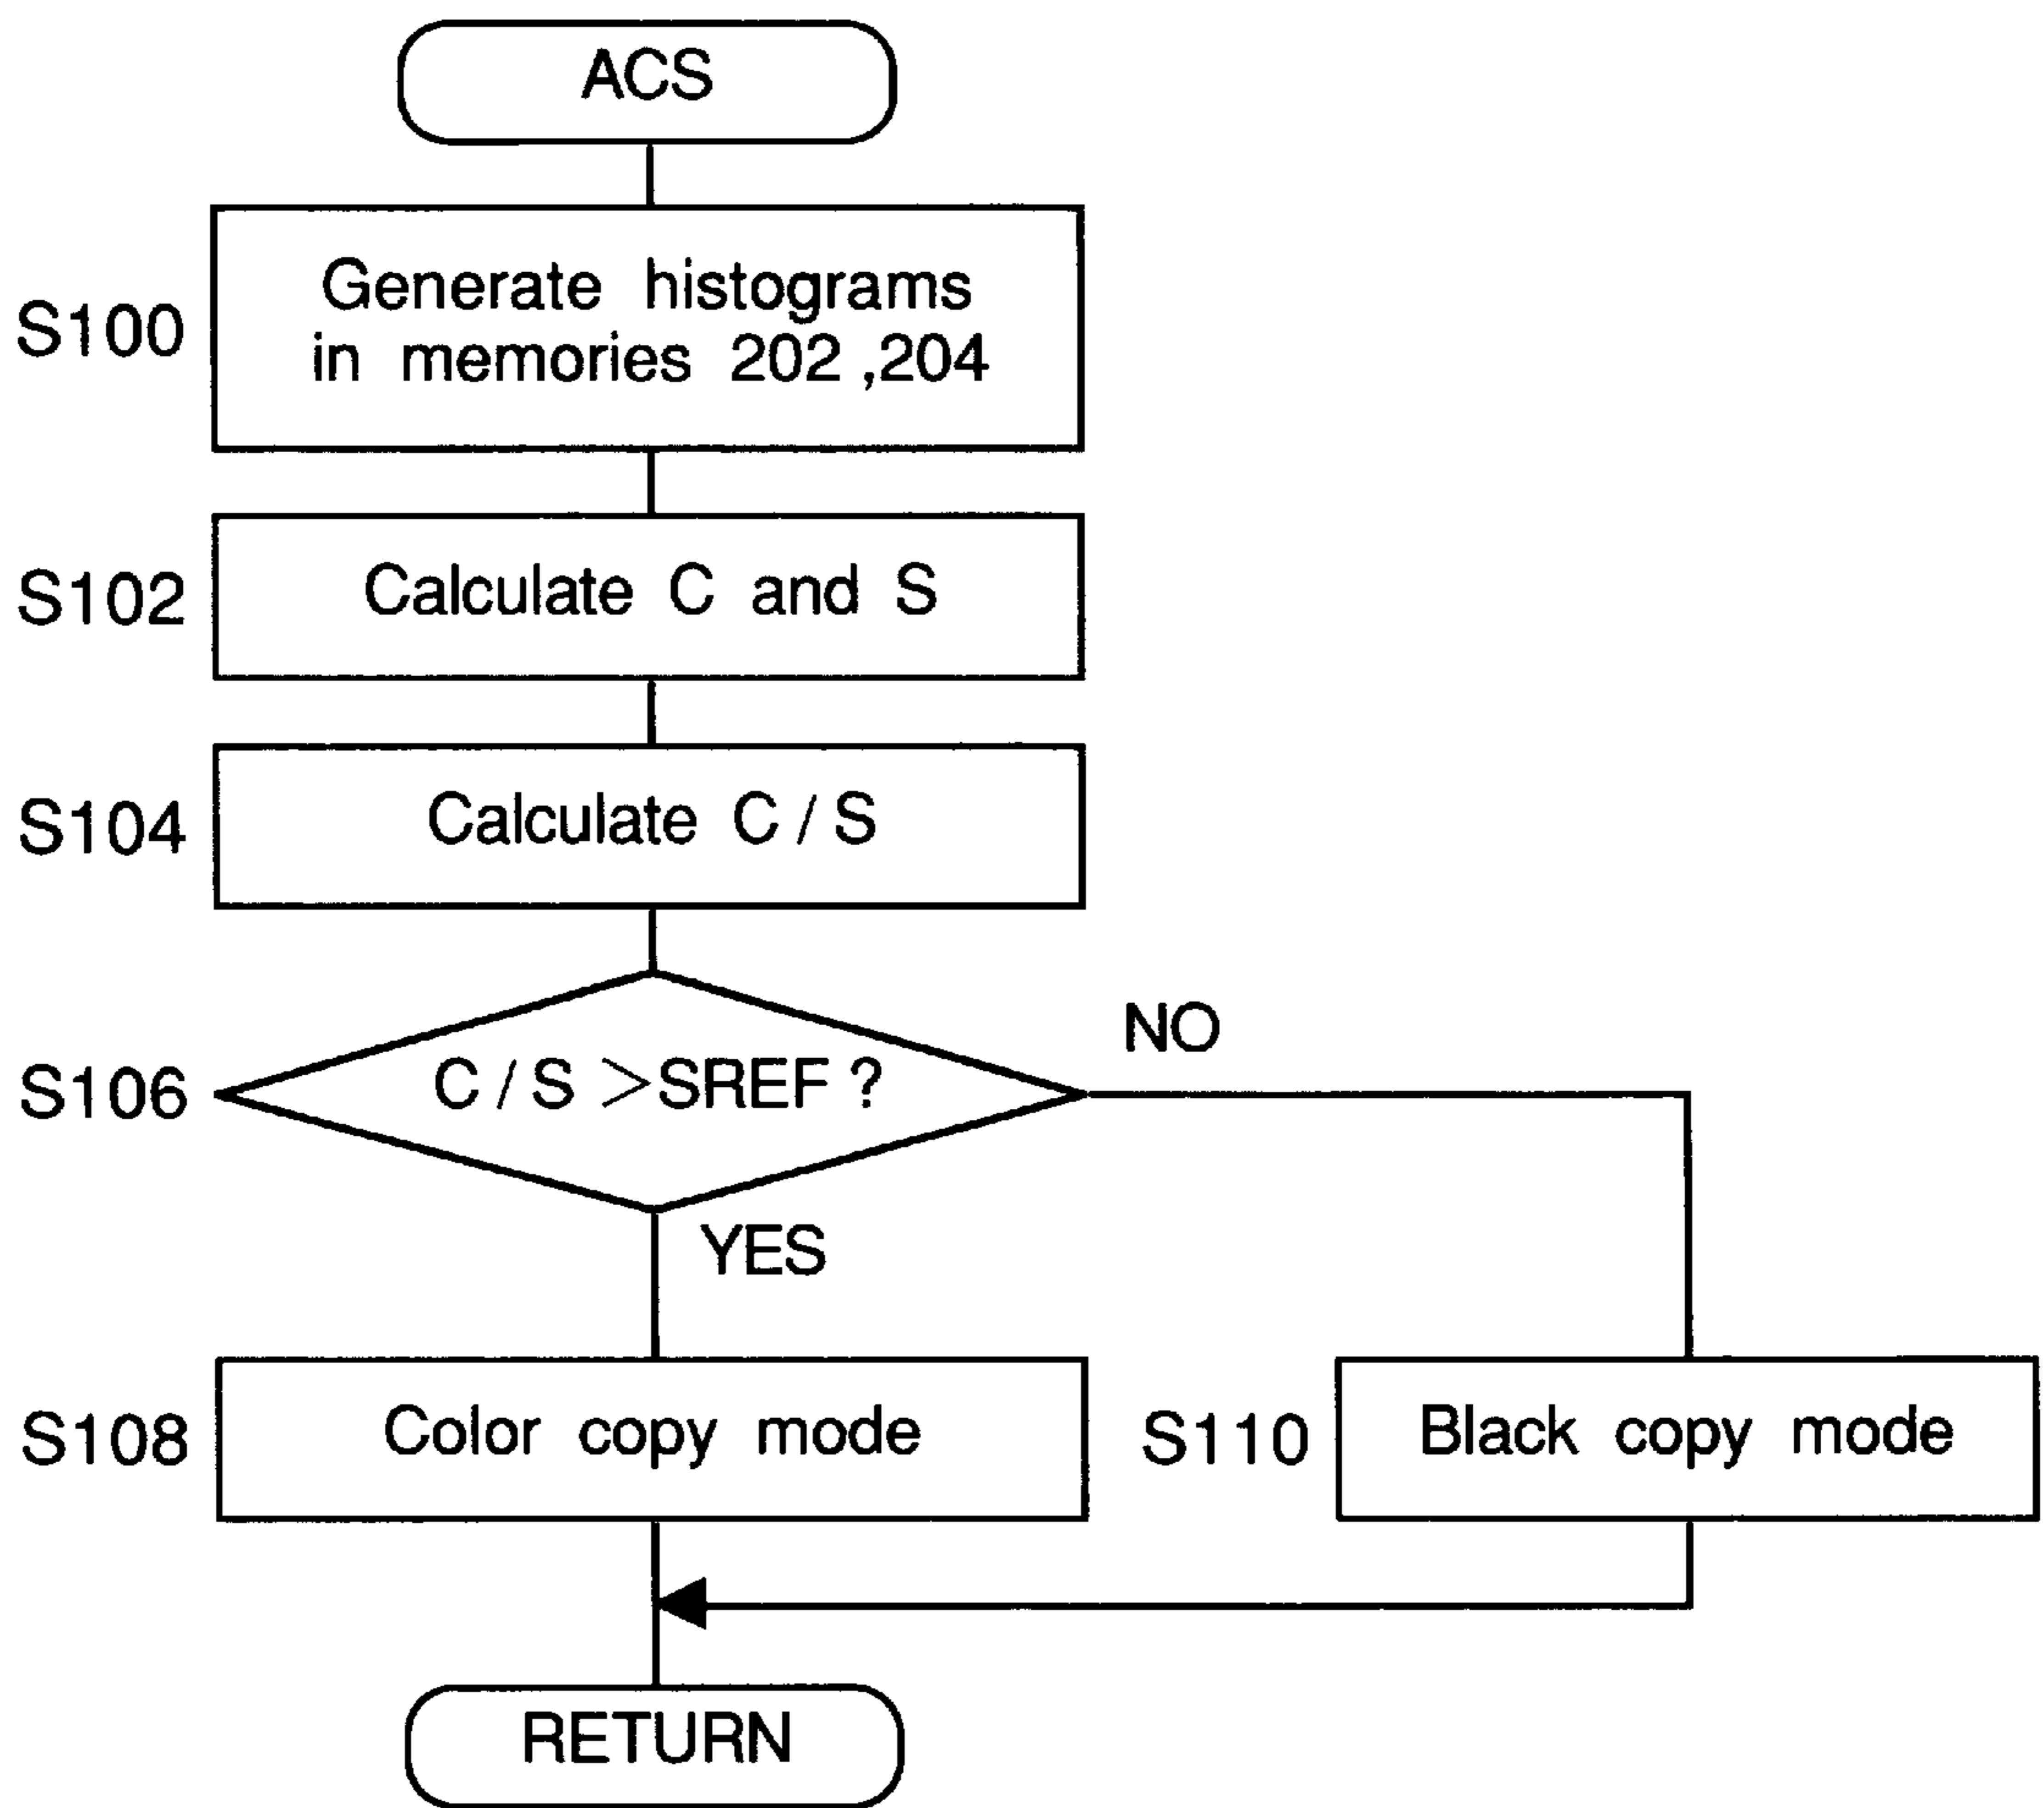 ACS
S100
Generate histograms
in memories 202 ,204
S102
Calculate C and S
S104
Calculate C / S
S106
C / S >SREF ?
NO
YES
S108
Color copy mode
S110
Black copy mode
RETURN